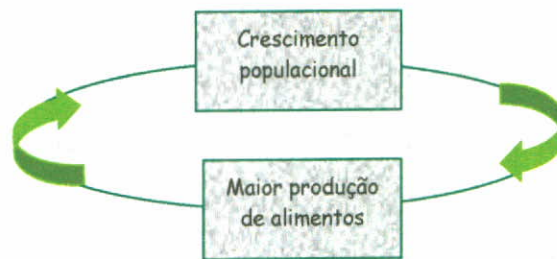 Crescimento
populacional
Maior produção
de alimentos